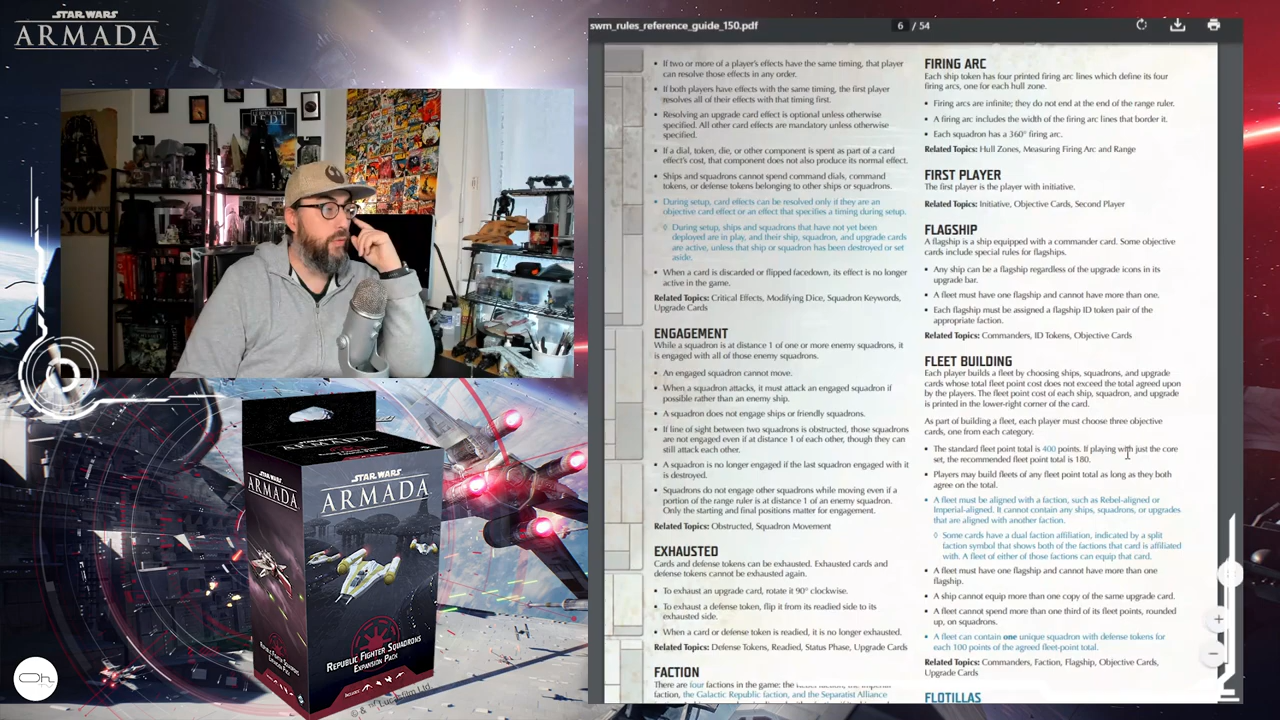 STAR WARS
ARMADA
swm_rules_reference_guide_150.pdf
6 / 54
• If two or more of a player's effects have the same timing, that player
can resolve those effects in any order.
• If both players have effects with the same timing, the first player
resolves all of their effects with that timing first.
• Resolving an upgrade card effect is optional unless otherwise
specified. All other card effects are mandatory unless otherwise
specified.
• If a dial, token, die, or other component is spent as part of a card
effect's cost, that component does not also produce its normal effect.
• Ships and squadrons cannot spend command dials, command
tokens, or defense tokens belonging to other ships or squadrons.
• During setup, card effects can be resolved only if they are an
objective card effect or an effect that specifies a timing during setup.
◊ During setup, ships and squadrons that have not yet been
deployed are in play, and their ship, squadron, and upgrade cards
are active, unless that ship or squadron has been destroyed or set
aside.
• When a card is discarded or flipped facedown, its effect is no longer
active in the game.
Related Topics: Critical Effects, Modifying Dice, Squadron Keywords,
Upgrade Cards
ENGAGEMENT
While a squadron is at distance 1 of one or more enemy squadrons, it
is engaged with all of those enemy squadrons.
• An engaged squadron cannot move.
• When a squadron attacks, it must attack an engaged squadron if
possible rather than an enemy ship.
• A squadron does not engage ships or friendly squadrons.
• If line of sight between two squadrons is obstructed, those squadrons
are not engaged even if at distance 1 of each other, though they can
still attack each other.
• A squadron is no longer engaged if the last squadron engaged with it
is destroyed.
• Squadrons do not engage other squadrons while moving even if a
portion of the range ruler is at distance 1 of an enemy squadron.
Only the starting and final positions matter for engagement.
Related Topics: Obstructed, Squadron Movement
EXHAUSTED
Cards and defense tokens can be exhausted. Exhausted cards and
defense tokens cannot be exhausted again.
• To exhaust an upgrade card, rotate it 90° clockwise.
• To exhaust a defense token, flip it from its readied side to its
exhausted side.
• When a card or defense token is readied, it is no longer exhausted.
Related Topics: Defense Tokens, Readied, Status Phase, Upgrade Cards
FACTION
There are four factions in the game: the
faction, the Galactic Republic faction, and the Separatist Alliance
FIRING ARC
Each ship token has four printed firing arc lines which define its four
firing arcs, one for each hull zone.
• Firing arcs are infinite; they do not end at the end of the range ruler.
• A firing arc includes the width of the firing arc lines that border it.
• Each squadron has a 360° firing arc.
Related Topics: Hull Zones, Measuring Firing Arc and Range
FIRST PLAYER
The first player is the player with initiative.
Related Topics: Initiative, Objective Cards, Second Player
FLAGSHIP
A flagship is a ship equipped with a commander card. Some objective
cards include special rules for flagships.
• Any ship can be a flagship regardless of the upgrade icons in its
upgrade bar.
• A fleet must have one flagship and cannot have more than one.
• Each flagship must be assigned a flagship ID token pair of the
appropriate faction.
Related Topics: Commanders, ID Tokens, Objective Cards
FLEET BUILDING
Each player builds a fleet by choosing ships, squadrons, and upgrade
cards whose total fleet point cost does not exceed the total agreed upon
by the players. The fleet point cost of each ship, squadron, and upgrade
is printed in the lower-right corner of the card.
As part of building a fleet, each player must choose three objective
cards, one from each category.
• The standard fleet point total is 400 points. If playing with just the core
set, the recommended fleet point total is 180.
• Players may build fleets of any fleet point total as long as they both
agree on the total.
• A fleet must be aligned with a faction, such as Rebel-aligned or
Imperial-aligned. It cannot contain any ships, squadrons, or upgrades
that are aligned with another faction.
◊ Some cards have a dual faction affiliation, indicated by a split
faction symbol that shows both of the factions that card is affiliated
with. A fleet of either of those factions can equip that card.
• A fleet must have one flagship and cannot have more than one
flagship.
• A ship cannot equip more than one copy of the same upgrade card.
• A fleet cannot spend more than one third of its fleet points, rounded
up, on squadrons.
• A fleet can contain one unique squadron with defense tokens for
each 100 points of the agreed fleet-point total.
Related Topics: Commanders, Faction, Flagship, Objective Cards,
Upgrade Cards
FLOTILLAS
YOU
ARMADA
STAR WARS
ARMADA
REPUBLIC FIGHTER SQUADRONS
EXPANSION PACK